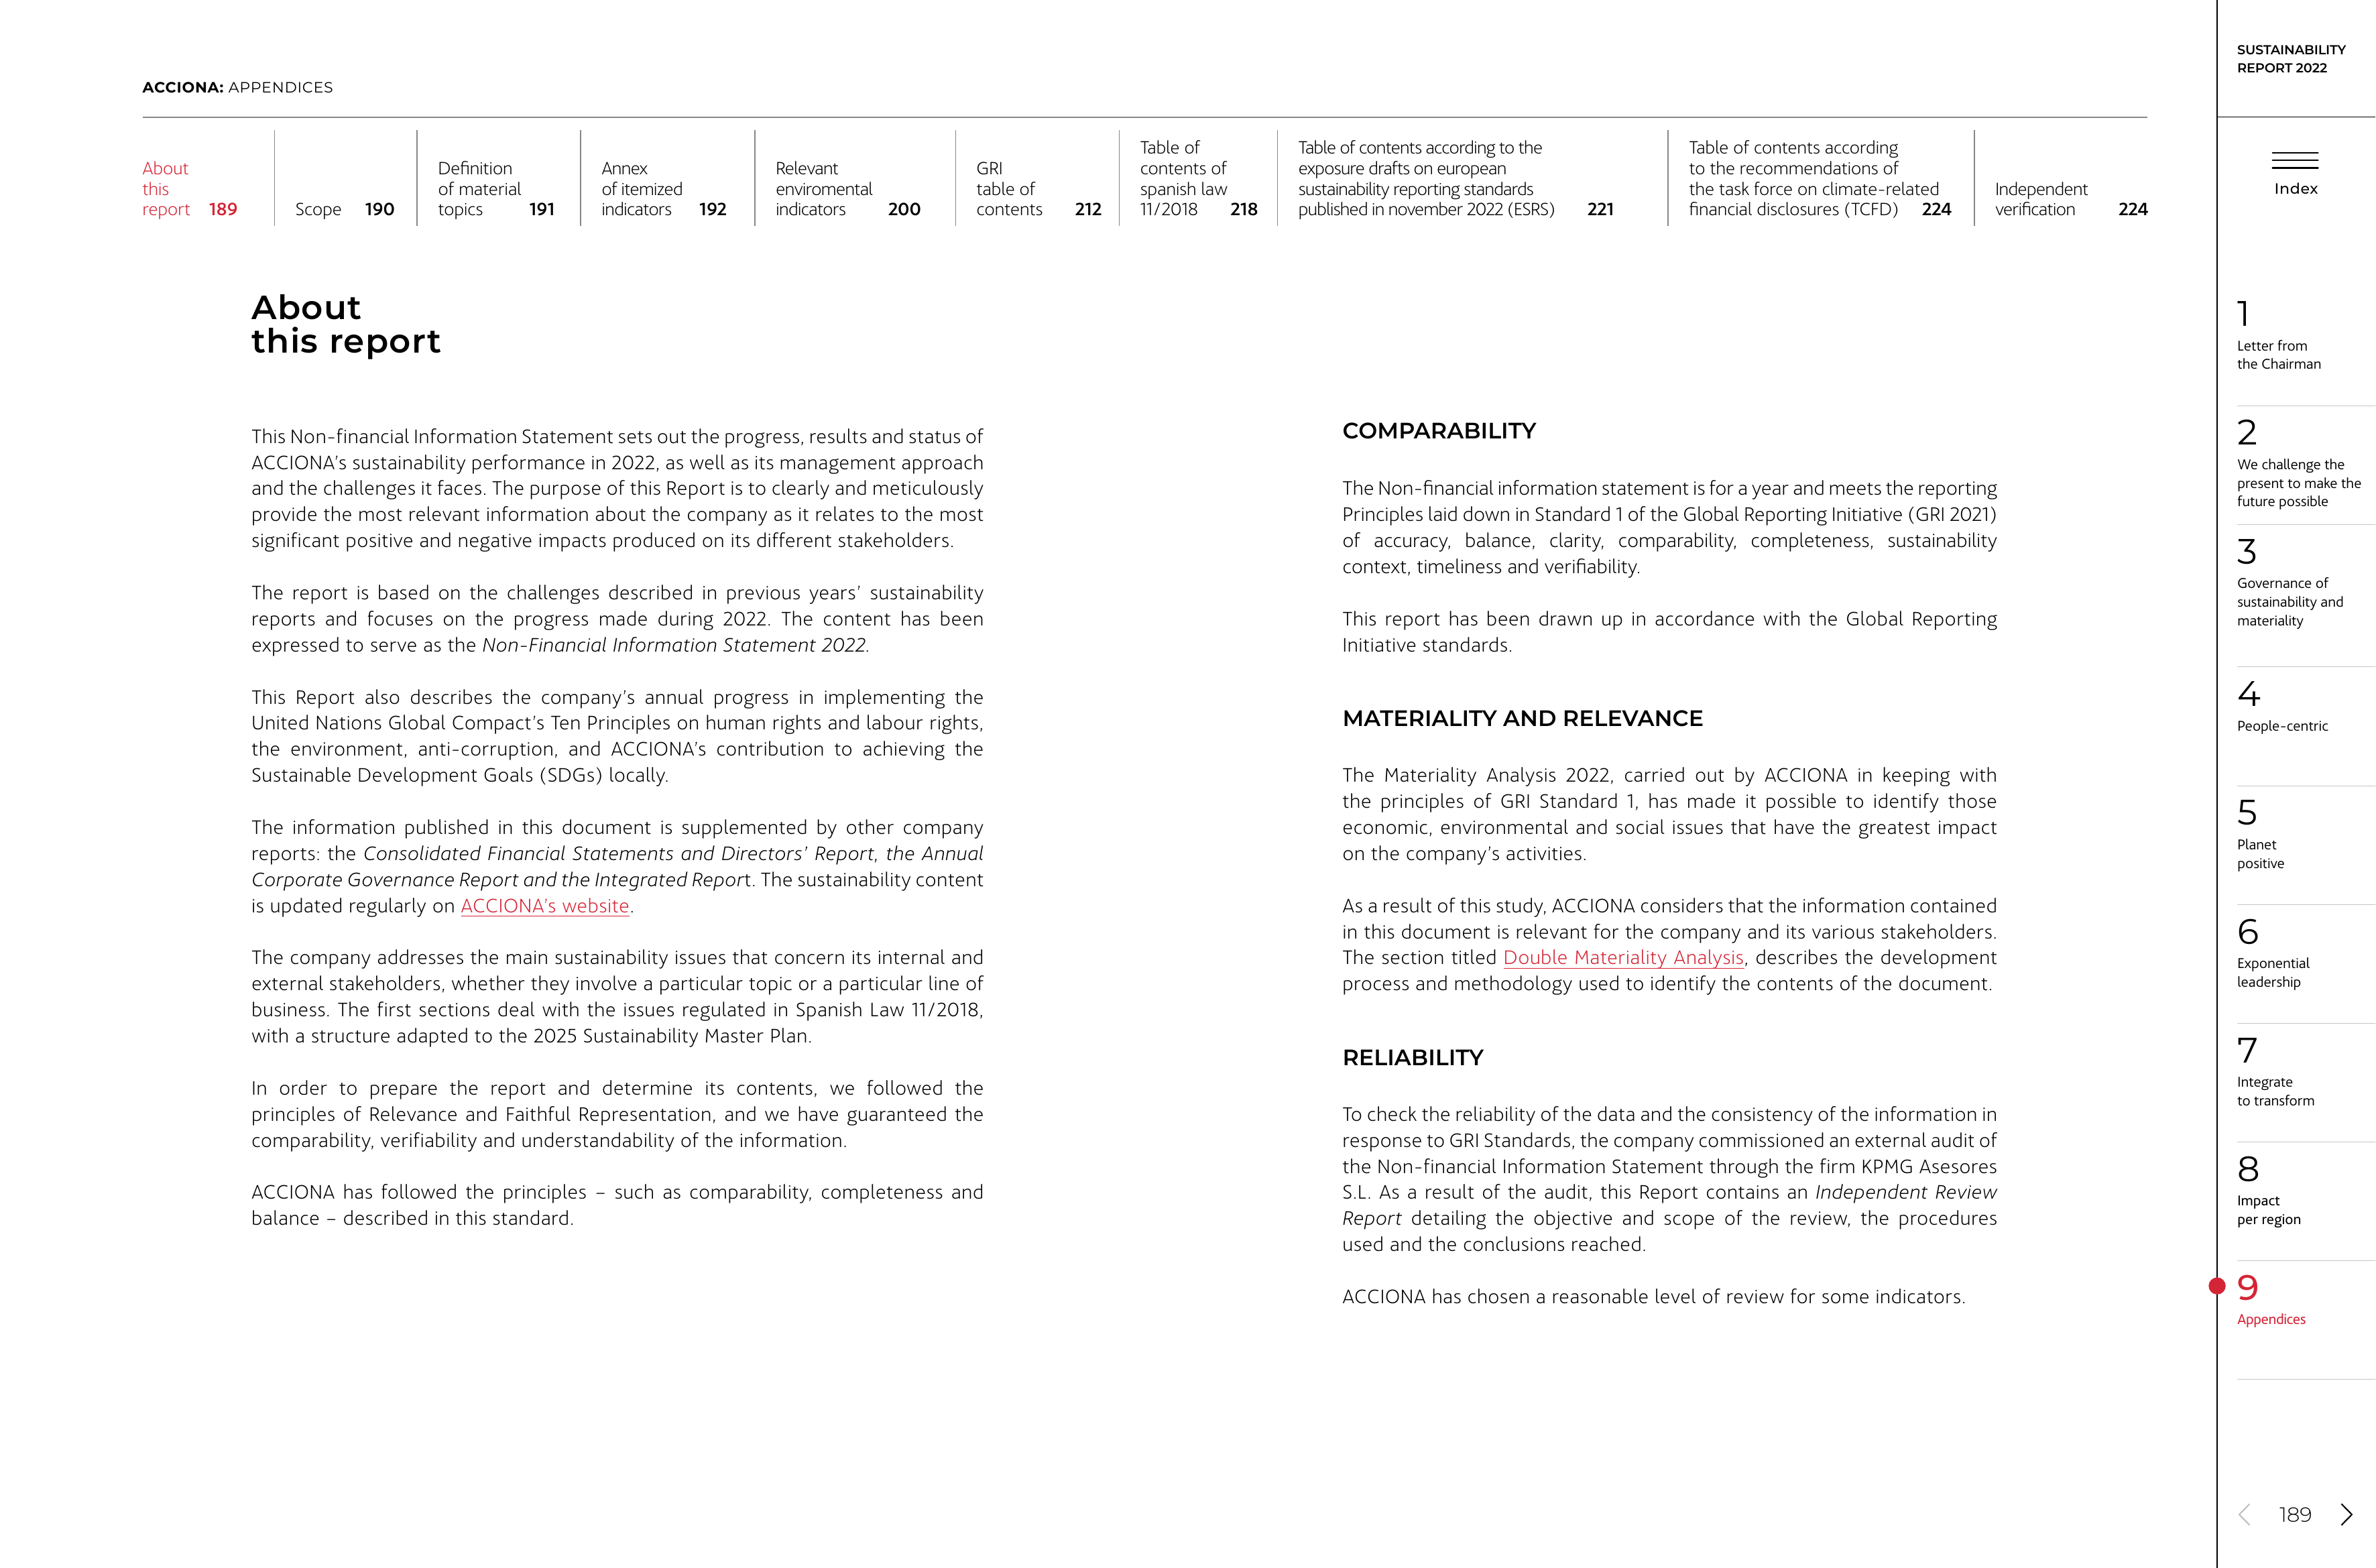 ACCIONA: APPENDICES
About
this
report 189
Scope 190
Definition
of material
topics 191
Annex
of itemized
indicators 192
Relevant
enviromental
indicators 200
GRI
table of
contents 212
Table of
contents of
spanish law
11/2018 218
Table of contents according to the
exposure drafts on european
sustainability reporting standards
published in november 2022 (ESRS) 221
Table of contents according
to the recommendations of
the task force on climate-related
financial disclosures (TCFD) 224
Independent
verification 224
About
this report
This Non-financial Information Statement sets out the progress, results and status of
ACCIONA's sustainability performance in 2022, as well as its management approach
and the challenges it faces. The purpose of this Report is to clearly and meticulously
provide the most relevant information about the company as it relates to the most
significant positive and negative impacts produced on its different stakeholders.
The report is based on the challenges described in previous years' sustainability
reports and focuses on the progress made during 2022. The content has been
expressed to serve as the Non-Financial Information Statement 2022.
This Report also describes the company's annual progress in implementing the
United Nations Global Compact's Ten Principles on human rights and labour rights,
the environment, anti-corruption, and ACCIONA's contribution to achieving the
Sustainable Development Goals (SDGs) locally.
The information published in this document is supplemented by other company
reports: the Consolidated Financial Statements and Directors' Report, the Annual
Corporate Governance Report and the Integrated Report. The sustainability content
is updated regularly on ACCIONA's website.
The company addresses the main sustainability issues that concern its internal and
external stakeholders, whether they involve a particular topic or a particular line of
business. The first sections deal with the issues regulated in Spanish Law 11/2018,
with a structure adapted to the 2025 Sustainability Master Plan.
In order to prepare the report and determine its contents, we followed the
principles of Relevance and Faithful Representation, and we have guaranteed the
comparability, verifiability and understandability of the information.
ACCIONA has followed the principles – such as comparability, completeness and
balance – described in this standard.
COMPARABILITY
The Non-financial information statement is for a year and meets the reporting
Principles laid down in Standard 1 of the Global Reporting Initiative (GRI 2021)
of accuracy, balance, clarity, comparability, completeness, sustainability
context, timeliness and verifiability.
This report has been drawn up in accordance with the Global Reporting
Initiative standards.
MATERIALITY AND RELEVANCE
The Materiality Analysis 2022, carried out by ACCIONA in keeping with
the principles of GRI Standard 1, has made it possible to identify those
economic, environmental and social issues that have the greatest impact
on the company's activities.
As a result of this study, ACCIONA considers that the information contained
in this document is relevant for the company and its various stakeholders.
The section titled Double Materiality Analysis, describes the development
process and methodology used to identify the contents of the document.
RELIABILITY
To check the reliability of the data and the consistency of the information in
response to GRI Standards, the company commissioned an external audit of
the Non-financial Information Statement through the firm KPMG Asesores
S.L. As a result of the audit, this Report contains an Independent Review
Report detailing the objective and scope of the review, the procedures
used and the conclusions reached.
ACCIONA has chosen a reasonable level of review for some indicators.
SUSTAINABILITY
REPORT 2022
Index
1
Letter from
the Chairman
2
We challenge the
present to make the
future possible
3
Governance of
sustainability and
materiality
4
People-centric
5
Planet
positive
6
Exponential
leadership
7
Integrate
to transform
8
Impact
per region
9
Appendices
189